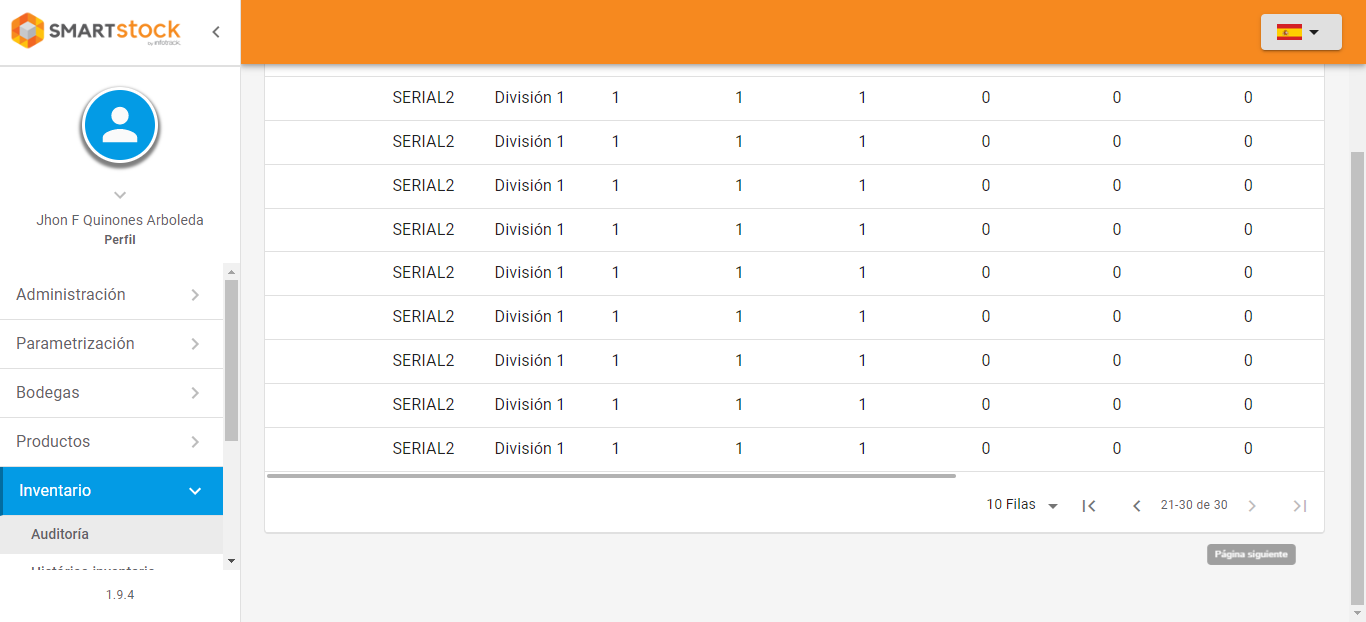 SMARTstock
by infotrack.
Jhon F Quinones Arboleda
Perfil
Administración
Parametrización
Bodegas
Productos
Inventario
Auditoría
Histórico inventario
1.9.4
SERIAL2 División 1 1 1 1 0 0 0
SERIAL2 División 1 1 1 1 0 0 0
SERIAL2 División 1 1 1 1 0 0 0
SERIAL2 División 1 1 1 1 0 0 0
SERIAL2 División 1 1 1 1 0 0 0
SERIAL2 División 1 1 1 1 0 0 0
SERIAL2 División 1 1 1 1 0 0 0
SERIAL2 División 1 1 1 1 0 0 0
SERIAL2 División 1 1 1 1 0 0 0
10 Filas 21-30 de 30
Página siguiente